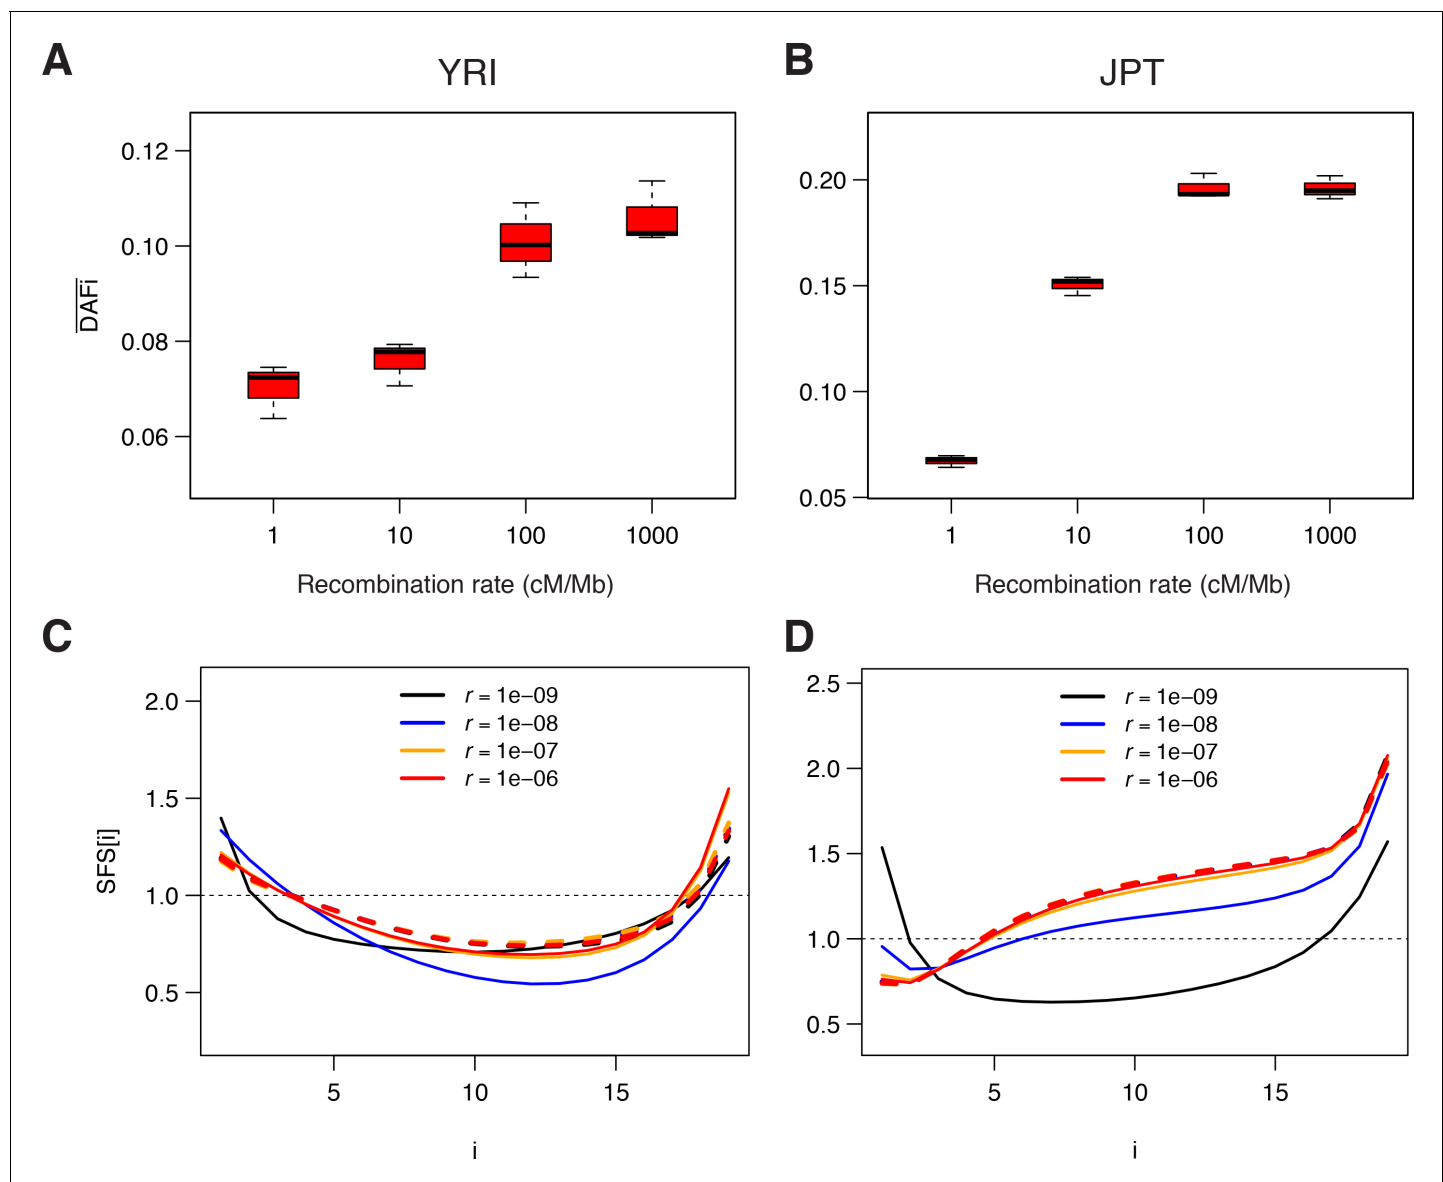 A
YRI
0.12
0.10
0.08
0.06
DAFi
1 10 100 1000
Recombination rate (cM/Mb)
B
JPT
0.20
0.15
0.10
0.05
1 10 100 1000
Recombination rate (cM/Mb)
C
2.0
1.5
1.0
0.5
SFS[i]
r = 1e−09
r = 1e−08
r = 1e−07
r = 1e−06
5 10 15
i
D
2.5
2.0
1.5
1.0
0.5
r = 1e−09
r = 1e−08
r = 1e−07
r = 1e−06
5 10 15
i